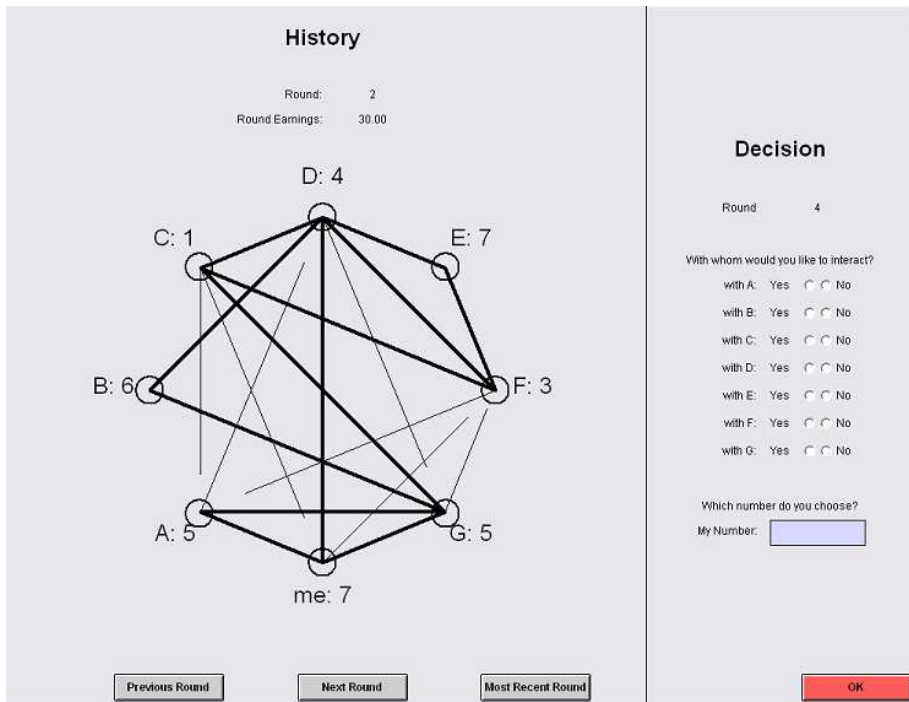 History
Round: 2
Round Earnings: 30.00
D: 4
C: 1
E: 7
B: 6
F: 3
A: 5
G: 5
me: 7
Previous Round
Next Round
Most Recent Round
Decision
Round 4
With whom would you like to interact?
with A: Yes No
with B: Yes No
with C: Yes No
with D: Yes No
with E: Yes No
with F: Yes No
with G: Yes No
Which number do you choose?
My Number:
OK